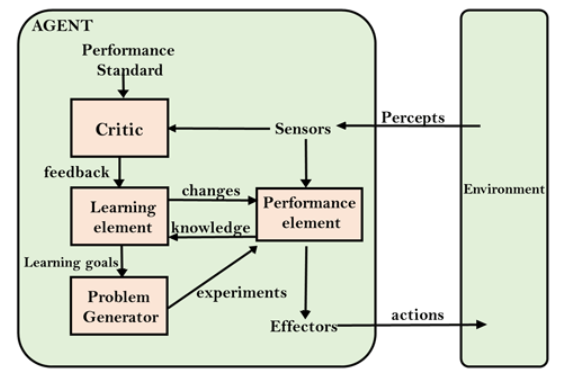 AGENT
Performance
Standard
Critic
Sensors
Percepts
feedback
changes
Learning
element
Performance
element
knowledge
Environment
Learning goals
Problem
Generator
experiments
Effectors
actions